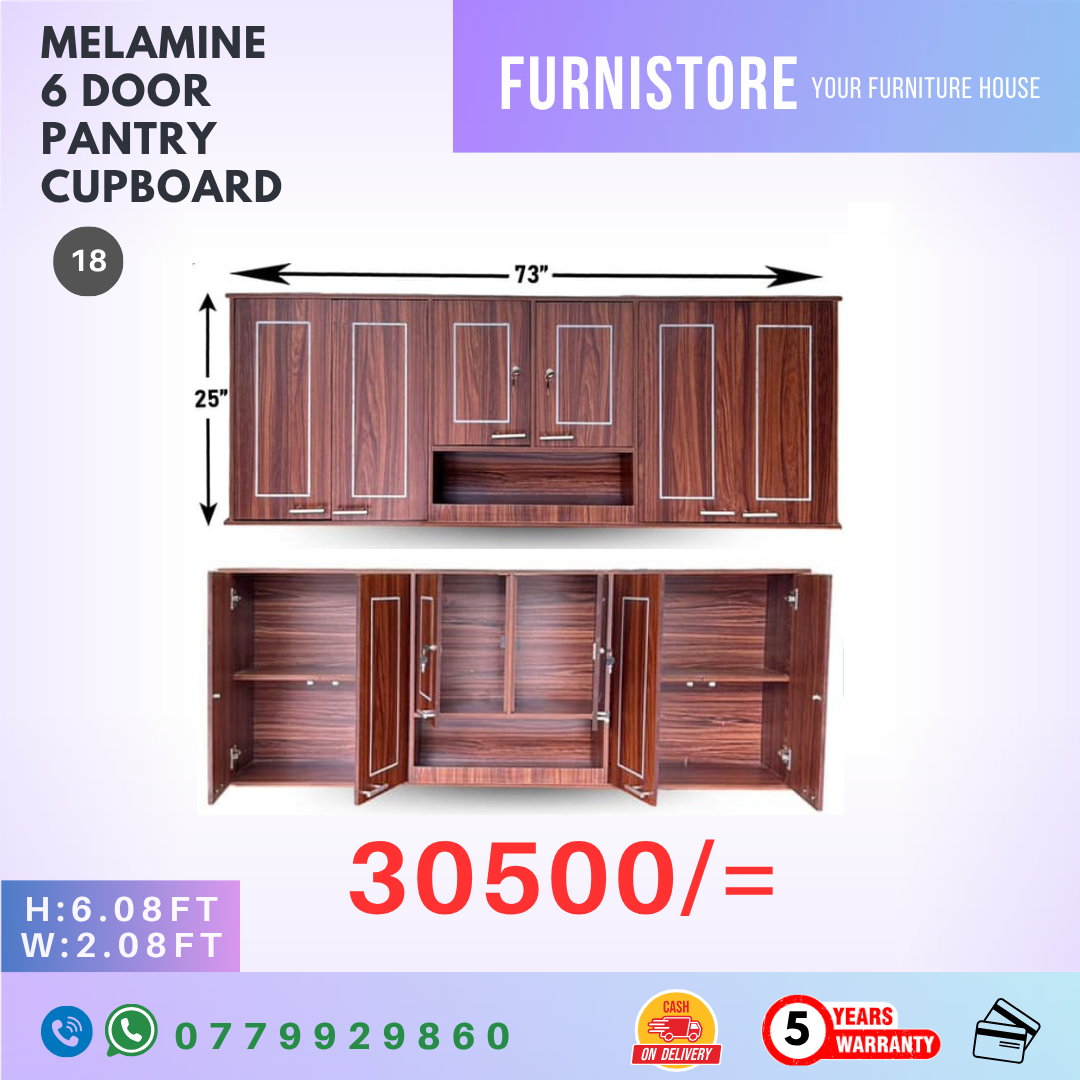 MELAMINE
6 DOOR
PANTRY
CUPBOARD
FURNISTORE YOUR FURNITURE HOUSE
18
73”
25”
30500/=
H:6.08FT
W:2.08FT
0779929860
CASH
ON DELIVERY
5 YEARS
WARRANTY